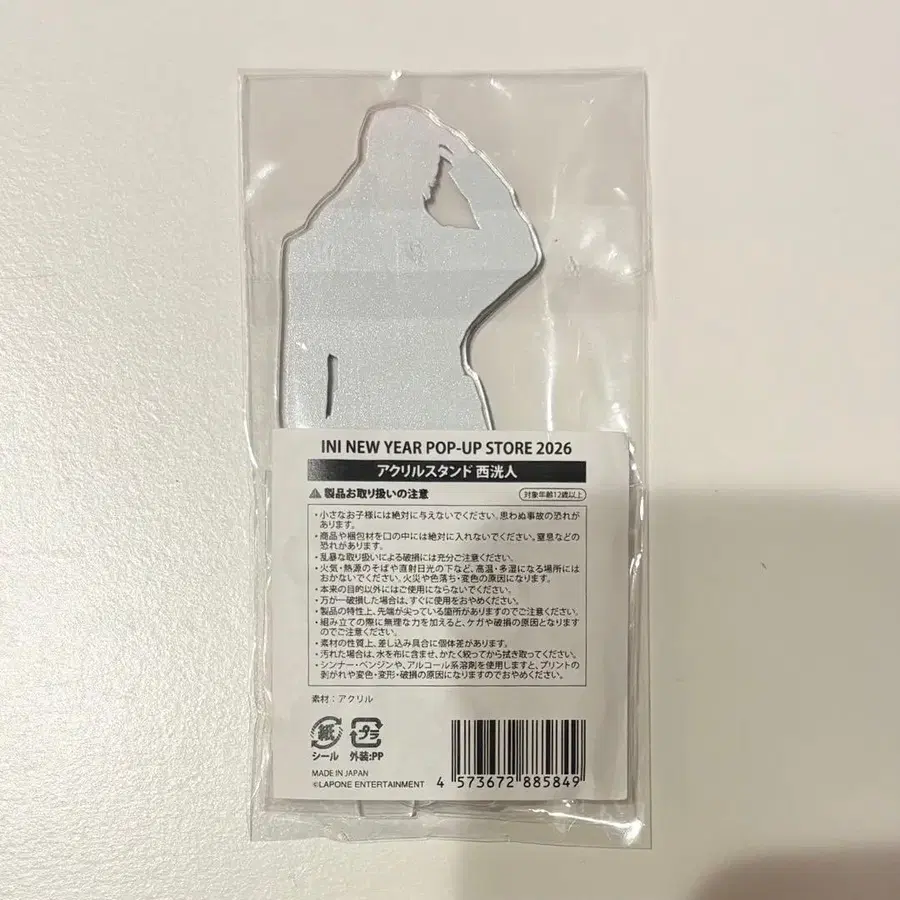 INI NEW YEAR POP-UP STORE 2026
アクリルスタンド 西洸人
製品お取り扱いの注意
対象年齢12歳以上
・小さなお子様には絶対に与えないでください。思わぬ事故の恐れが
あります。
・商品や梱包材を口の中には絶対に入れないでください。窒息などの
恐れがあります。
・乱暴な取り扱いによる破損には充分ご注意ください。
・火気・熱源のそばや直射日光の下など、高温・多湿になる場所には
おかないでください。火災や色落ち・変色の原因になります。
・本来の目的以外にはご使用にならないでください。
・万が一破損した場合は、すぐに使用をおやめください。
・製品の特性上、先端が尖っている箇所がありますのでご注意ください。
・組み立ての際に無理な力を加えると、ケガや破損の原因となります
のでご注意ください。
・素材の性質上、差し込み具合に個体差があります。
・汚れた場合は、水を布に含ませ、かたく絞ってから拭き取ってください。
・シンナー・ベンジンや、アルコール系溶剤を使用しますと、プリントの
剥がれや変色・変形・破損の原因になりますのでおやめください。
素材：アクリル
紙 プラ
シール 外装:PP
MADE IN JAPAN
©LAPONE ENTERTAINMENT
4 573672 885849